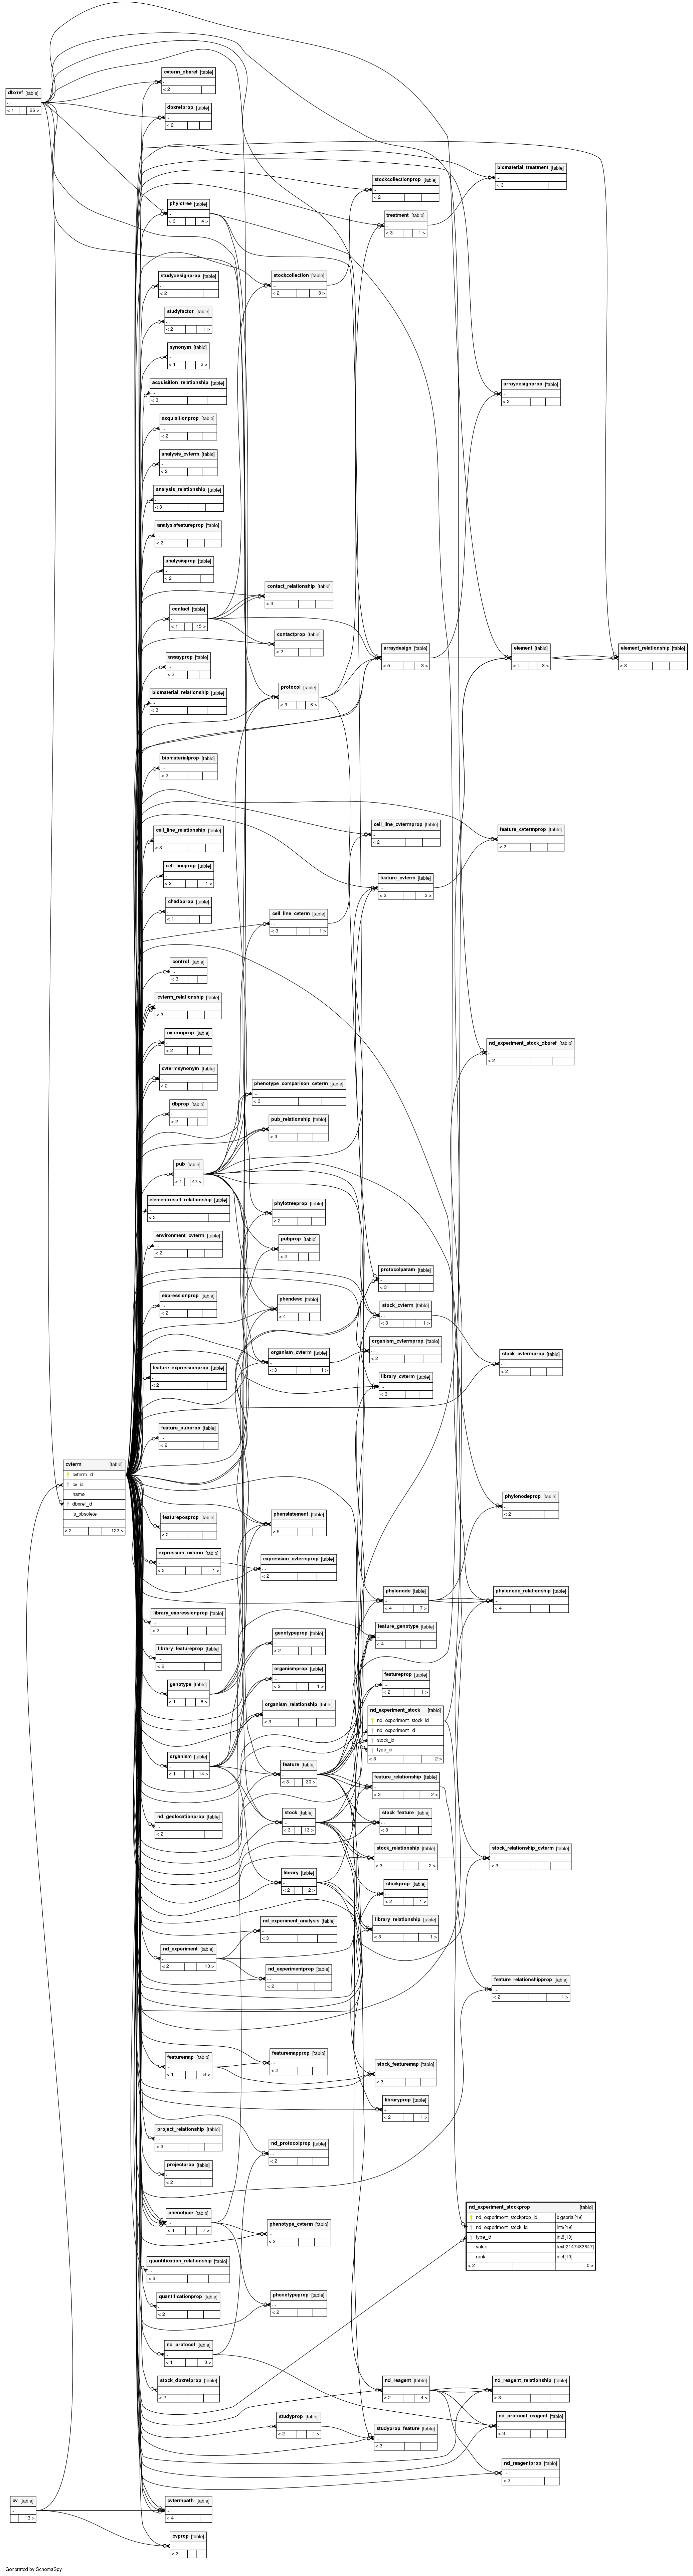 cvterm_dbxref [table]
...
< 2
dbxref [table]
...
< 1 26 >
dbxrefprop [table]
...
< 2
biomaterial_treatment [table]
...
< 3
stockcollectionprop [table]
...
< 2
phylotree [table]
...
< 3 4 >
treatment [table]
...
< 3 1 >
studydesignprop [table]
...
< 2
stockcollection [table]
...
< 2 3 >
studyfactor [table]
...
< 2 1 >
synonym [table]
...
< 1 3 >
acquisition_relationship [table]
...
< 3
arraydesignprop [table]
...
< 2
acquisitionprop [table]
...
< 2
analysis_cvterm [table]
...
< 2
analysis_relationship [table]
...
< 3
analysisfeatureprop [table]
...
< 2
analysisprop [table]
...
< 2
contact_relationship [table]
...
< 3
contact [table]
...
< 1 15 >
contactprop [table]
...
< 2
assayprop [table]
...
< 2
arraydesign [table]
...
< 5 3 >
element [table]
...
< 4 3 >
element_relationship [table]
...
< 3
biomaterial_relationship [table]
...
< 3
protocol [table]
...
< 3 6 >
biomaterialprop [table]
...
< 2
cell_line_relationship [table]
...
< 3
cell_line_cvtermprop [table]
...
< 2
feature_cvtermprop [table]
...
< 2
cell_lineprop [table]
...
< 2 1 >
feature_cvterm [table]
...
< 3 3 >
chadoprop [table]
...
< 1
cell_line_cvterm [table]
...
< 3 1 >
control [table]
...
< 3
cvterm_relationship [table]
...
< 3
cvtermprop [table]
...
< 2
nd_experiment_stock_dbxref [table]
...
< 2
cvtermsynonym [table]
...
< 2
phenotype_comparison_cvterm [table]
...
< 3
dbprop [table]
...
< 2
pub_relationship [table]
...
< 3
pub [table]
...
< 1 47 >
elementresult_relationship [table]
...
< 3
phylotreeprop [table]
...
< 2
environment_cvterm [table]
...
< 2
pubprop [table]
...
< 2
protocolparam [table]
...
< 3
expressionprop [table]
...
< 2
phendesc [table]
...
< 4
stock_cvterm [table]
...
< 3 1 >
organism_cvtermprop [table]
...
< 2
organism_cvterm [table]
...
< 3 1 >
stock_cvtermprop [table]
...
< 2
feature_expressionprop [table]
...
< 2
library_cvterm [table]
...
< 3
feature_pubprop [table]
...
< 2
cvterm [table]
cvterm_id
cv_id
name
dbxref_id
is_obsolete
...
< 2 122 >
phylonodeprop [table]
...
< 2
featureposprop [table]
...
< 2
phenstatement [table]
...
< 5
expression_cvterm [table]
...
< 3 1 >
expression_cvtermprop [table]
...
< 2
phylonode [table]
...
< 4 7 >
phylonode_relationship [table]
...
< 4
library_expressionprop [table]
...
< 2
feature_genotype [table]
...
< 4
genotypeprop [table]
...
< 2
library_featureprop [table]
...
< 2
organismprop [table]
...
< 2 1 >
featureprop [table]
...
< 2 1 >
genotype [table]
...
< 1 8 >
organism_relationship [table]
...
< 3
nd_experiment_stock [table]
nd_experiment_stock_id
nd_experiment_id
stock_id
type_id
< 3 2 >
organism [table]
...
< 1 14 >
feature [table]
...
< 3 30 >
feature_relationship [table]
...
< 3 2 >
nd_geolocationprop [table]
...
< 2
stock [table]
...
< 3 13 >
stock_feature [table]
...
< 3
stock_relationship [table]
...
< 3 2 >
stock_relationship_cvterm [table]
...
< 3
library [table]
...
< 2 12 >
stockprop [table]
...
< 2 1 >
nd_experiment_analysis [table]
...
< 3
library_relationship [table]
...
< 3 1 >
nd_experiment [table]
...
< 2 10 >
nd_experimentprop [table]
...
< 2
feature_relationshipprop [table]
...
< 2 1 >
featuremap [table]
...
< 1 8 >
featuremapprop [table]
...
< 2
stock_featuremap [table]
...
< 3
libraryprop [table]
...
< 2 1 >
project_relationship [table]
...
< 3
nd_protocolprop [table]
...
< 2
projectprop [table]
...
< 2
nd_experiment_stockprop [table]
nd_experiment_stockprop_id bigserial[19]
nd_experiment_stock_id int8[19]
type_id int8[19]
value text[2147483647]
rank int4[10]
< 2 0 >
phenotype [table]
...
< 4 7 >
phenotype_cvterm [table]
...
< 2
quantification_relationship [table]
...
< 3
quantificationprop [table]
...
< 2
phenotypeprop [table]
...
< 2
nd_protocol [table]
...
< 1 3 >
stock_dbxrefprop [table]
...
< 2
nd_reagent [table]
...
< 2 4 >
nd_reagent_relationship [table]
...
< 3
studyprop [table]
...
< 2 1 >
nd_protocol_reagent [table]
...
< 3
studyprop_feature [table]
...
< 3
nd_reagentprop [table]
...
< 2
cv [table]
...
3 >
cvtermpath [table]
...
< 4
cvprop [table]
...
< 2
Generated by SchemaSpy